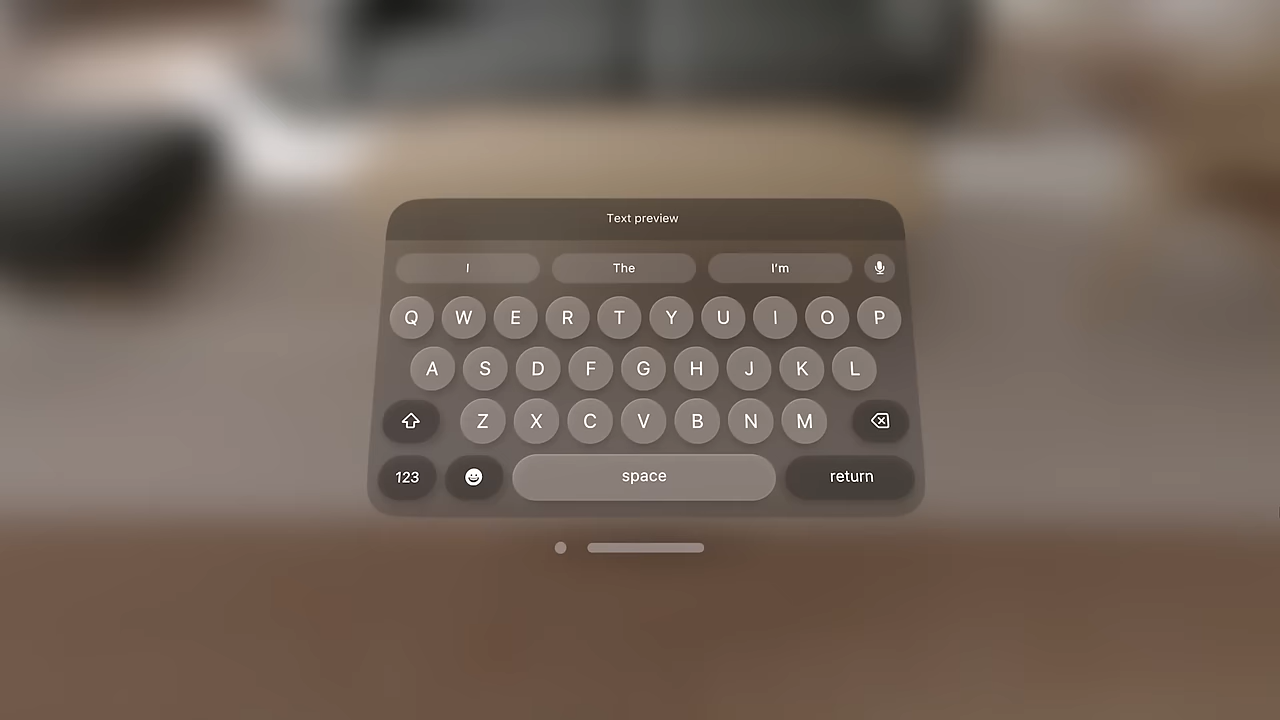 Text preview
I The I'm
Q W E R T Y U I O P
A S D F G H J K L
Z X C V B N M
123 space return